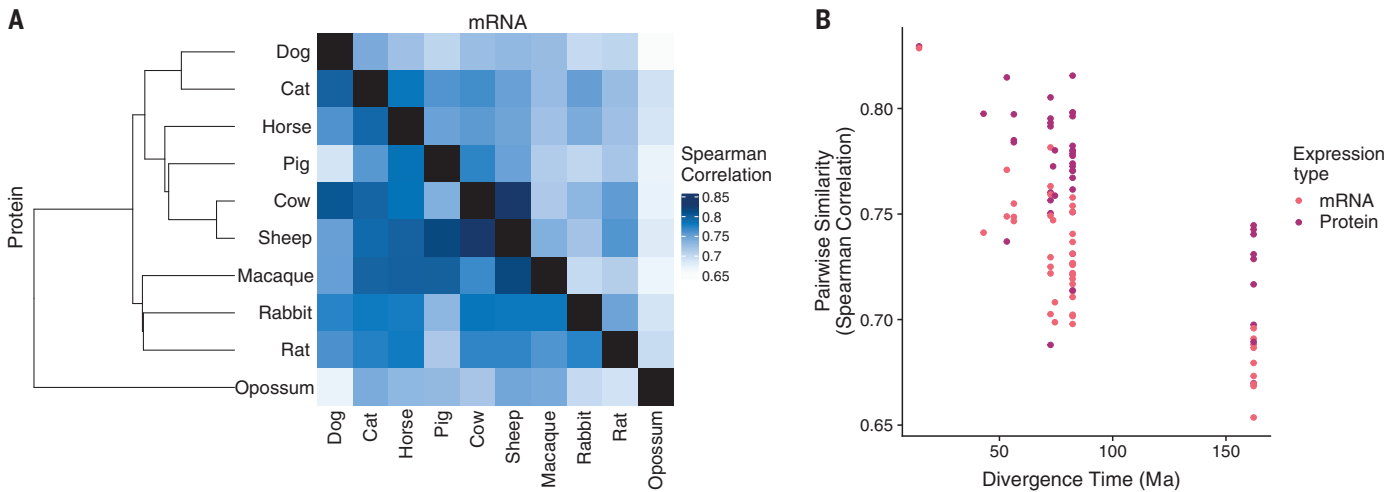 A
mRNA
Protein
Dog
Cat
Horse
Pig
Cow
Sheep
Macaque
Rabbit
Rat
Opossum
Dog
Cat
Horse
Pig
Cow
Sheep
Macaque
Rabbit
Rat
Opossum
Spearman
Correlation
0.85
0.8
0.75
0.7
0.65
B
Pairwise Similarity
(Spearman Correlation)
0.80
0.75
0.70
0.65
50
100
150
Divergence Time (Ma)
Expression
type
mRNA
Protein